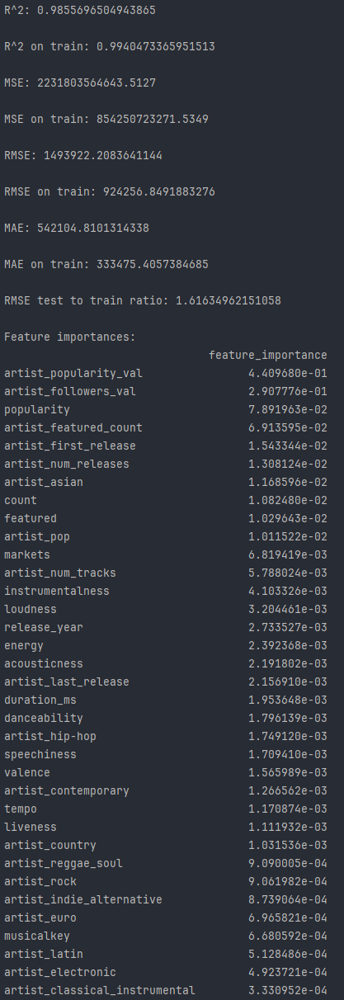 R^2: 0.9855696504943865
R^2 on train: 0.9940473365951513
MSE: 2231803564643.5127
MSE on train: 854250723271.5349
RMSE: 1493922.2083641144
RMSE on train: 924256.8491883276
MAE: 542104.8101314338
MAE on train: 333475.4057384685
RMSE test to train ratio: 1.61634962151058
Feature importances:
feature_importance
artist_popularity_val 4.409680e-01
artist_followers_val 2.907776e-01
popularity 7.891963e-02
artist_featured_count 6.913595e-02
artist_first_release 1.543344e-02
artist_num_releases 1.308124e-02
artist_asian 1.168596e-02
count 1.082480e-02
featured 1.029643e-02
artist_pop 1.011522e-02
markets 6.819419e-03
artist_num_tracks 5.788024e-03
instrumentalness 4.103326e-03
loudness 3.204461e-03
release_year 2.733527e-03
energy 2.392368e-03
acousticness 2.191802e-03
artist_last_release 2.156910e-03
duration_ms 1.953648e-03
danceability 1.796139e-03
artist_hip-hop 1.749120e-03
speechiness 1.709410e-03
valence 1.565989e-03
artist_contemporary 1.266562e-03
tempo 1.170874e-03
liveness 1.111932e-03
artist_country 1.031536e-03
artist_reggae_soul 9.090005e-04
artist_rock 9.061982e-04
artist_indie_alternative 8.739064e-04
artist_euro 6.965821e-04
musicalkey 6.680592e-04
artist_latin 5.128486e-04
artist_electronic 4.923721e-04
artist_classical_instrumental 3.330952e-04